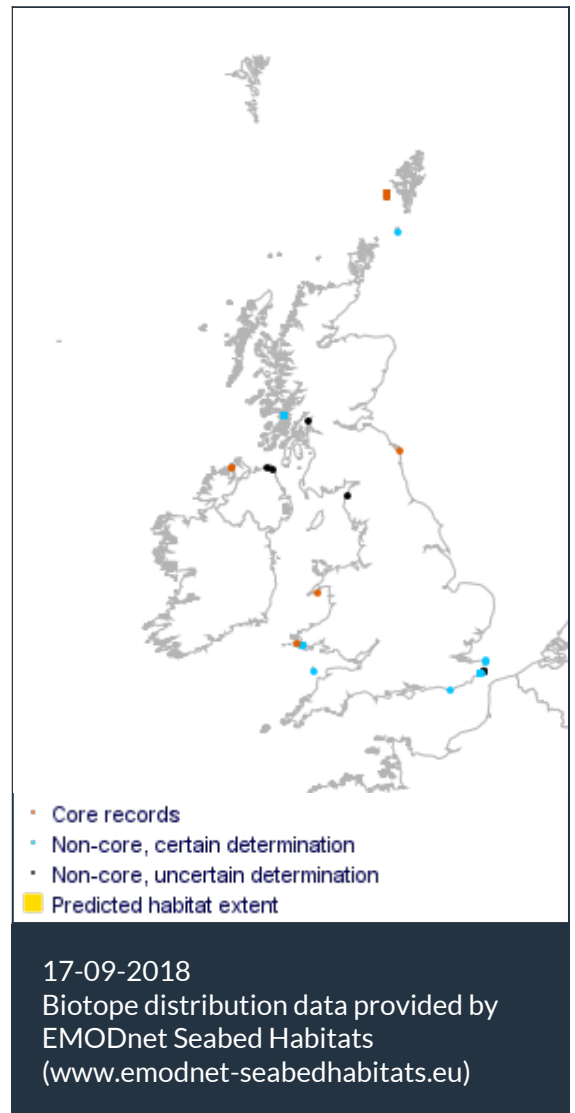 Core records
Non-core, certain determination
Non-core, uncertain determination
Predicted habitat extent
17-09-2018
Biotope distribution data provided by
EMODnet Seabed Habitats
(www.emodnet-seabedhabitats.eu)